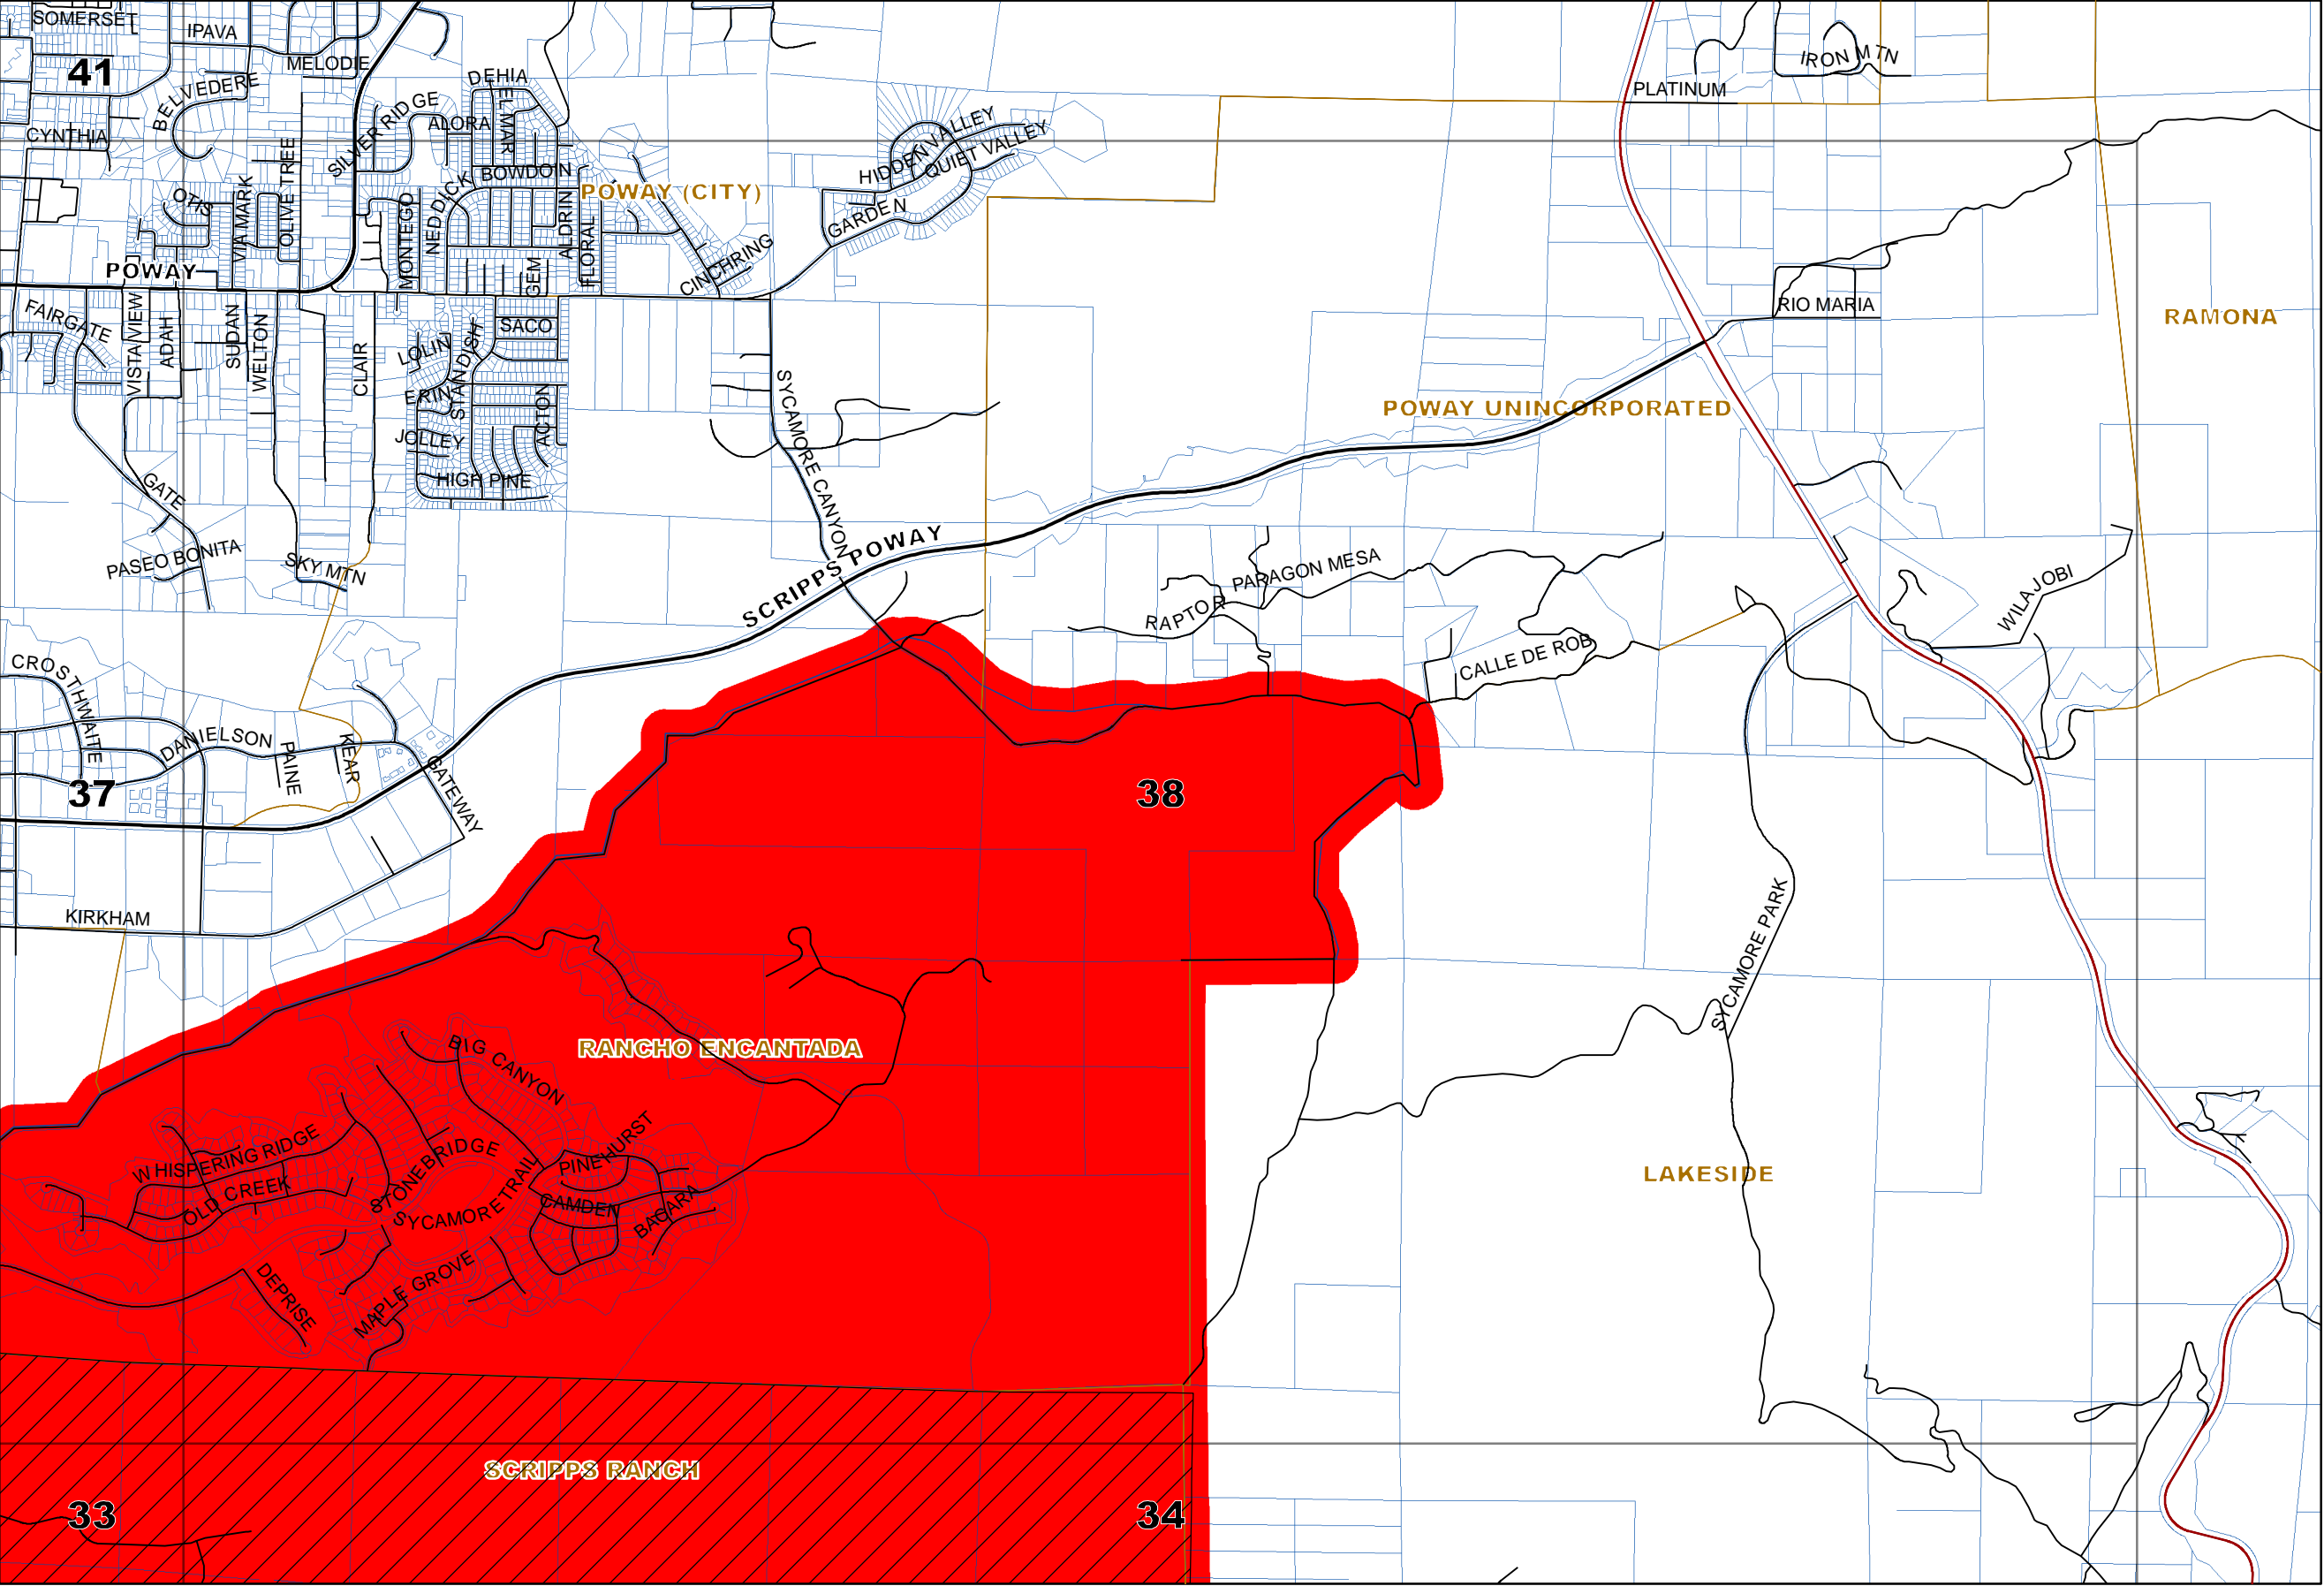 SOMERSET
IPAVA
MELODIE
41
BELVEDERE
DEHIA
IRON MTN
PLATINUM
SILVER RIDGE
ELMAR
ALORA
CYNTHIA
HIDDEN VALLEY
QUIET VALLEY
OLIVE TREE
BOWDOIN
NED DICK
POWAY (CITY)
OTIS
VIA MARK
MONTEGO
ALDRIN
FLORAL
GARDEN
CINCHRING
GEM
POWAY
RIO MARIA
RAMONA
FAIRGATE
VISTA VIEW
ADAH
SUDAN
WELTON
CLAIR
LOLIN
STANDISH
SACO
ERIN
ACTON
JOLLEY
HIGH PINE
SYCAMORE CANYON
POWAY UNINCORPORATED
GATE
PASEO BONITA
SKY MTN
SCRIPPS POWAY
PARAGON MESA
RAPTOR
WILAJOBI
CALLE DE ROB
CROSTHWAITE
DANIELSON
PAINE
KEAR
GATEWAY
37
38
KIRKHAM
SYCAMORE PARK
RANCHO ENCANTADA
BIG CANYON
WHISPERING RIDGE
STONEBRIDGE
PINEHURST
OLD CREEK
SYCAMORE TRAIL
CAMDEN
BACARA
LAKESIDE
DEPRISE
MAPLE GROVE
SCRIPPS RANCH
33
34